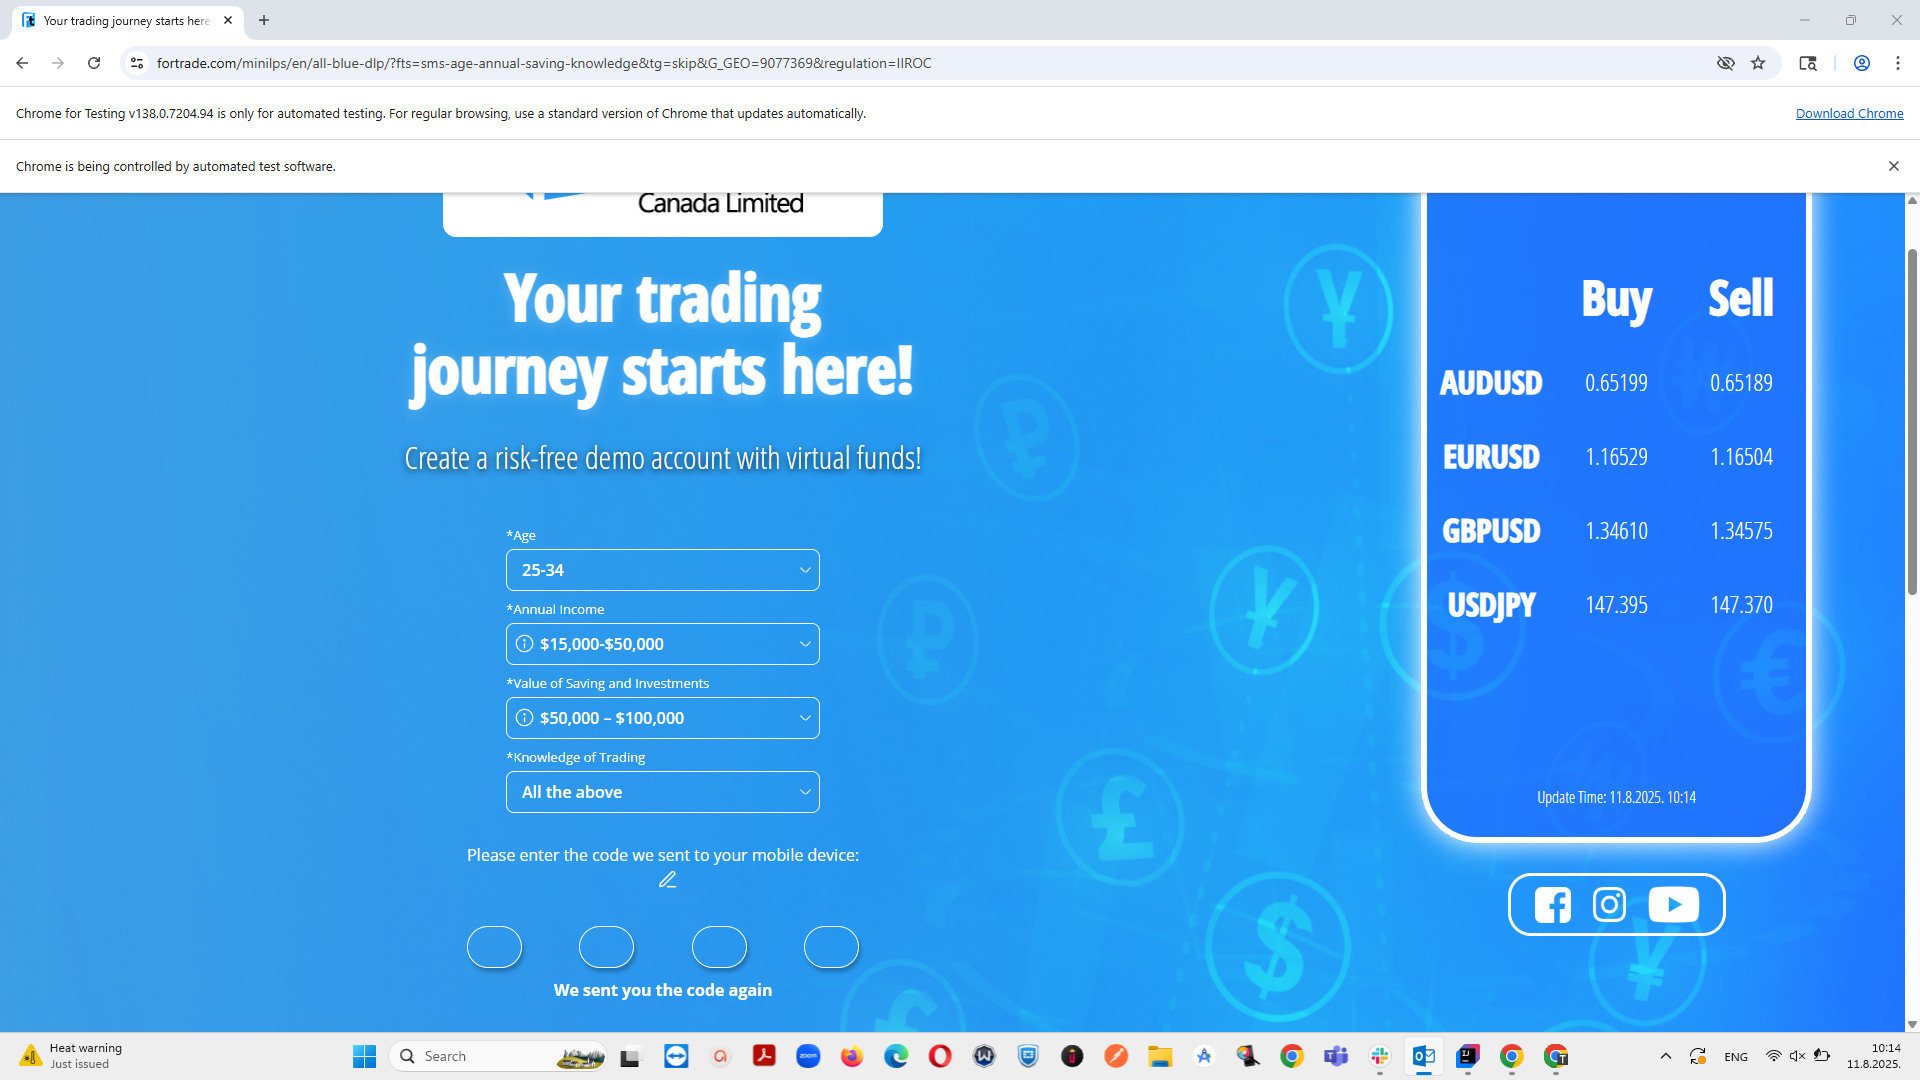 Your trading journey starts here
fortrade.com/minilps/en/all-blue-dlp/?fts=sms-age-annual-saving-knowledge&tg=skip&G_GEO=9077369&regulation=IIROC
Chrome for Testing v138.0.7204.94 is only for automated testing. For regular browsing, use a standard version of Chrome that updates automatically.
Download Chrome
Chrome is being controlled by automated test software.
Canada Limited
Your trading
journey starts here!
Create a risk-free demo account with virtual funds!
*Age
25-34
*Annual Income
$15,000-$50,000
*Value of Saving and Investments
$50,000 – $100,000
*Knowledge of Trading
All the above
Please enter the code we sent to your mobile device:
We sent you the code again
Buy Sell
AUDUSD 0.65199 0.65189
EURUSD 1.16529 1.16504
GBPUSD 1.34610 1.34575
USDJPY 147.395 147.370
Update Time: 11.8.2025. 10:14
Heat warning
Just issued
Search
zoom
ENG
10:14
11.8.2025.